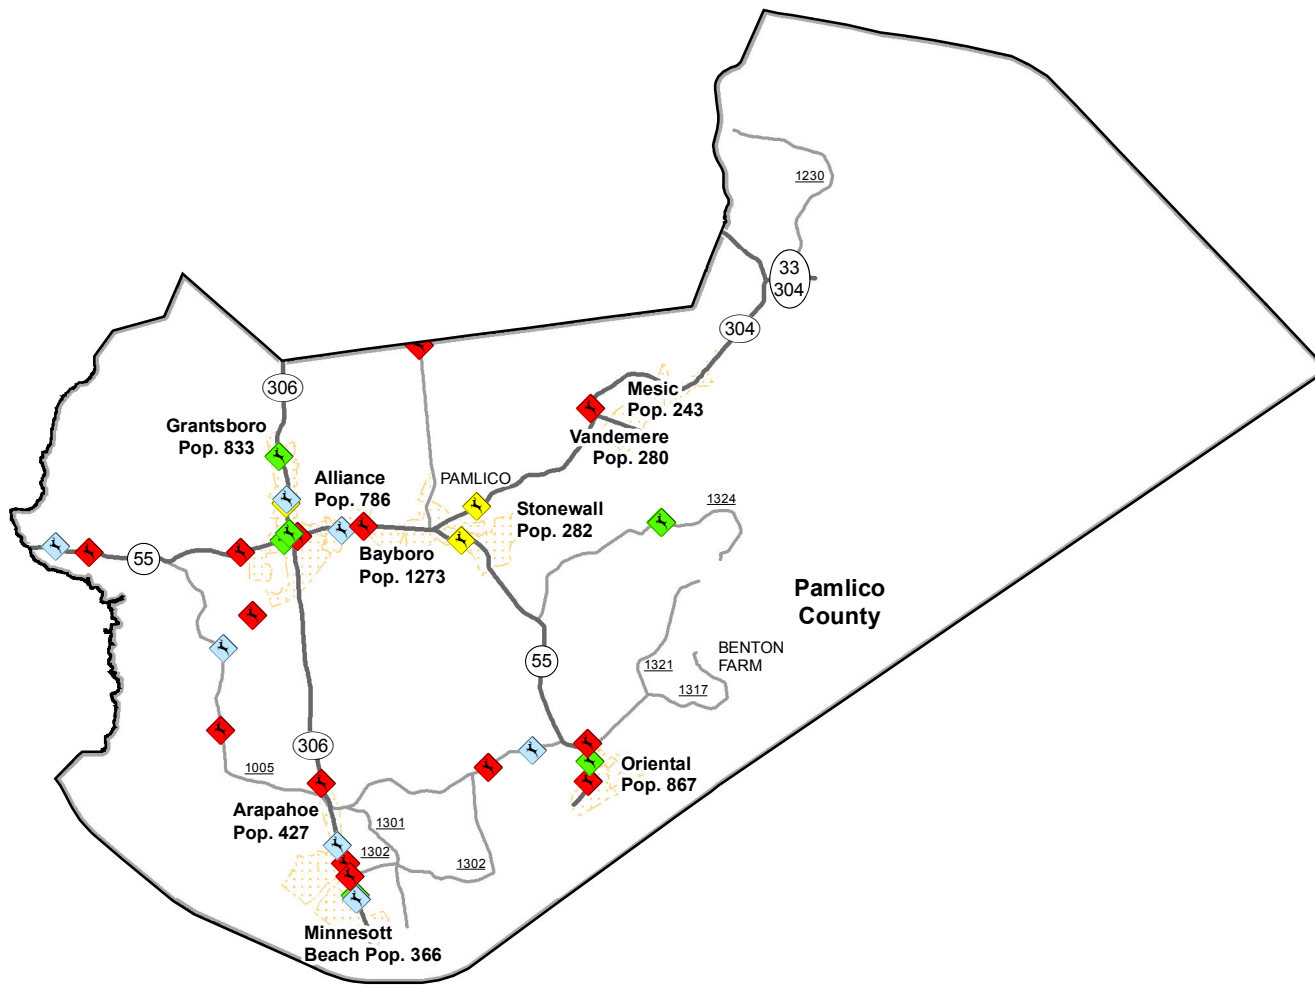 1230
33
304
304
306
Mesic
Pop. 243
Grantsboro
Pop. 833
Vandemere
Pop. 280
Alliance
Pop. 786
PAMLICO
Stonewall
Pop. 282
1324
55
Bayboro
Pop. 1273
Pamlico
County
55
BENTON
FARM
1321
1317
306
1005
Oriental
Pop. 867
Arapahoe
Pop. 427
1301
1302
1302
Minnesott
Beach Pop. 366